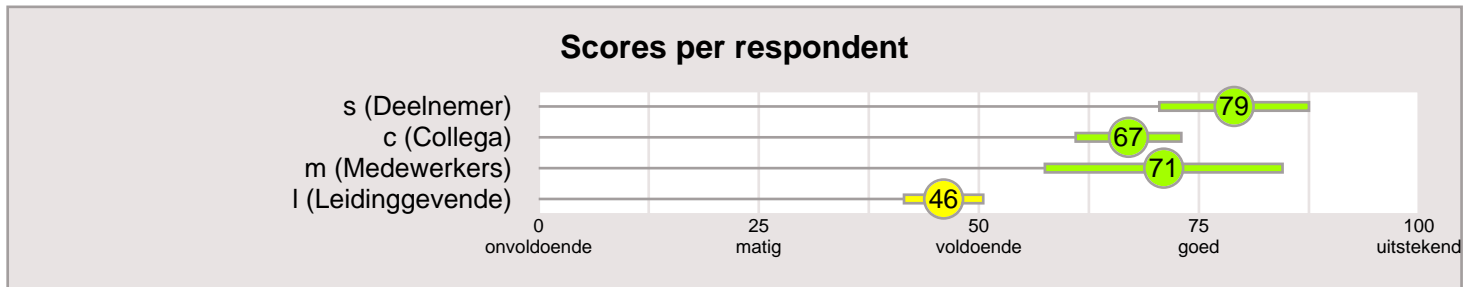 Scores per respondent
s (Deelnemer) 79
c (Collega) 67
m (Medewerkers) 71
l (Leidinggevende) 46
0 25 50 75 100
onvoldoende matig voldoende goed uitstekend